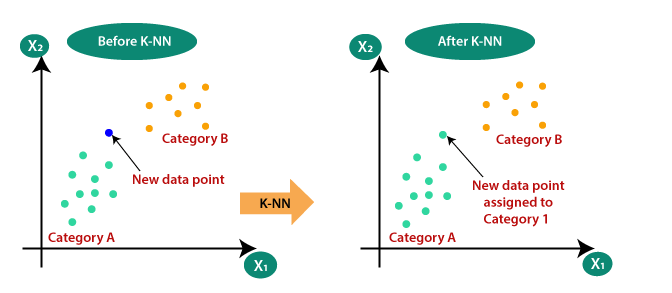 Before K-NN
X₂
Category B
New data point
Category A
X₁
K-NN
After K-NN
X₂
Category B
New data point
assigned to
Category 1
Category A
X₁